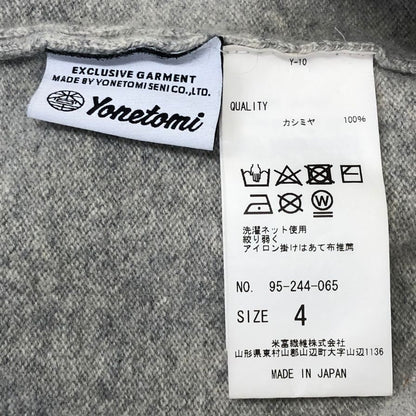 EXCLUSIVE GARMENT
MADE BY YONETOMI SENI CO.,LTD.
Yonetomi
Y-10
QUALITY
カシミヤ 100%
洗濯ネット使用
絞り弱く
アイロン掛けはあて布推薦
NO. 95-244-065
SIZE 4
米富繊維株式会社
山形県東村山郡山辺町大字山辺1136
MADE IN JAPAN